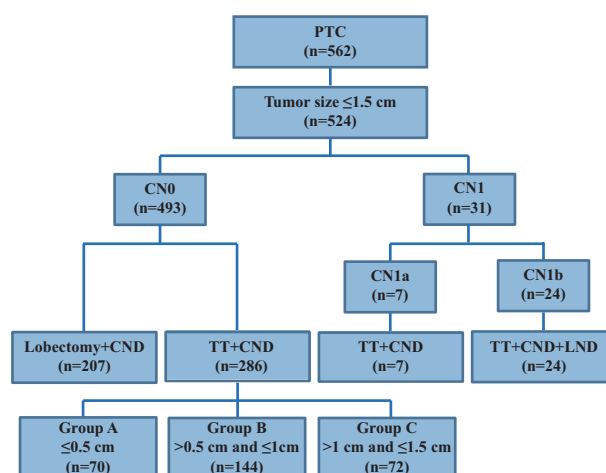 PTC
(n=562)
Tumor size ≤1.5 cm
(n=524)
CN0
(n=493)
CN1
(n=31)
CN1a
(n=7)
CN1b
(n=24)
Lobectomy+CND
(n=207)
TT+CND
(n=286)
TT+CND
(n=7)
TT+CND+LND
(n=24)
Group A
≤0.5 cm
(n=70)
Group B
>0.5 cm and ≤1cm
(n=144)
Group C
>1 cm and ≤1.5 cm
(n=72)